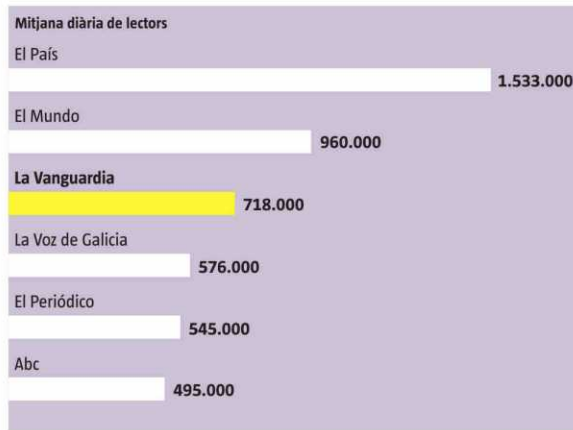 Mitjana diària de lectors
El País
1.533.000
El Mundo
960.000
La Vanguardia
718.000
La Voz de Galicia
576.000
El Periódico
545.000
Abc
495.000